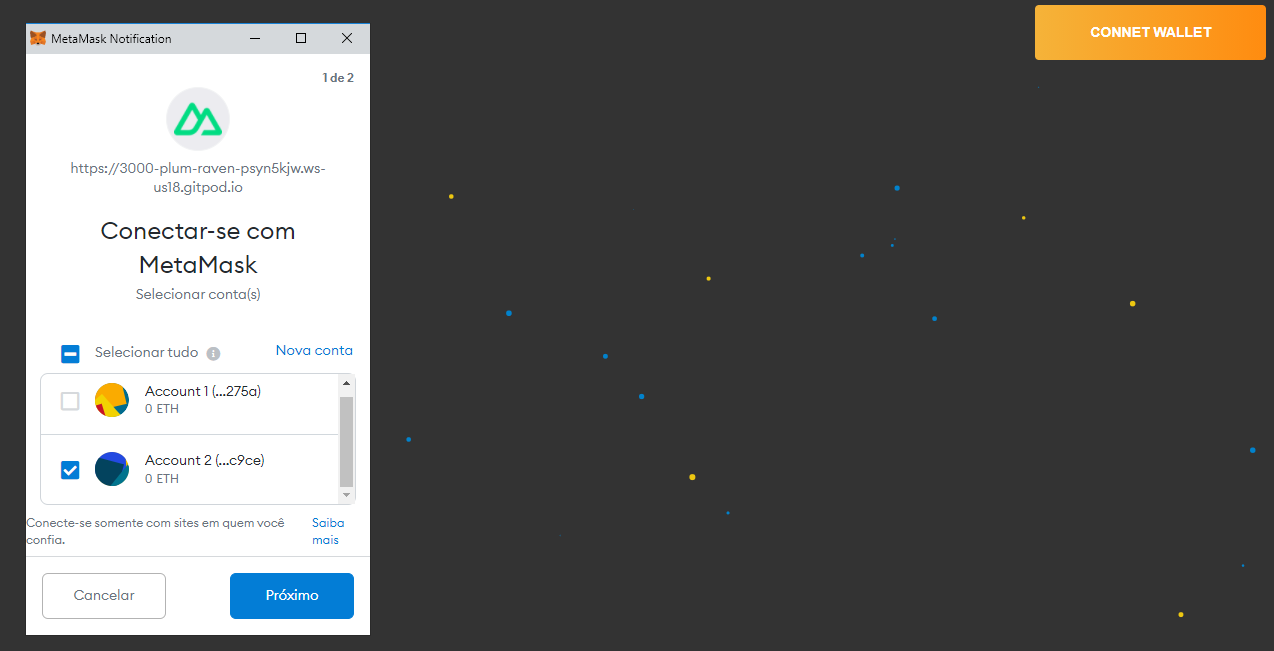 MetaMask Notification
CONNET WALLET
1 de 2
https://3000-plum-raven-psyn5kjw.ws-
us18.gitpod.io
Conectar-se com
MetaMask
Selecionar conta(s)
Selecionar tudo
Nova conta
Account 1 (...275a)
0 ETH
Account 2 (...c9ce)
0 ETH
Conecte-se somente com sites em quem você
confia.
Saiba
mais
Cancelar
Próximo